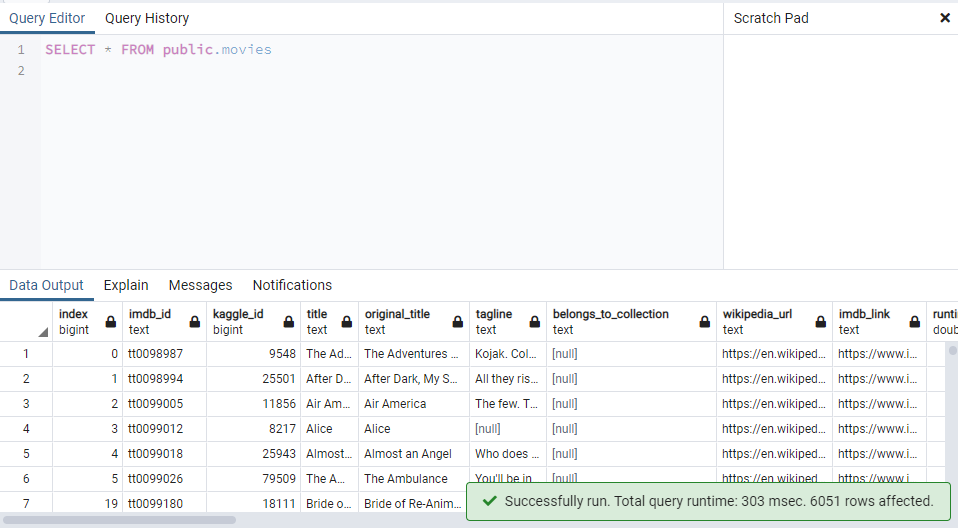 Query Editor Query History Scratch Pad ×
1 SELECT * FROM public.movies
2
Data Output Explain Messages Notifications
index imdb_id kaggle_id title original_title tagline belongs_to_collection wikipedia_url imdb_link runti
bigint text bigint text text text text text text doub
1 0 tt0098987 9548 The Ad... The Adventures ... Kojak. Col... [null] https://en.wikiped... https://www.i...
2 1 tt0098994 25501 After D... After Dark, My S... All they ris... [null] https://en.wikiped... https://www.i...
3 2 tt0099005 11856 Air Am... Air America The few. T... [null] https://en.wikiped... https://www.i...
4 3 tt0099012 8217 Alice Alice [null] [null] https://en.wikiped... https://www.i...
5 4 tt0099018 25943 Almost... Almost an Angel Who does ... [null] https://en.wikiped... https://www.i...
6 5 tt0099026 79509 The A... The Ambulance You'll be in [null] https://en.wikiped... https://www.i...
7 19 tt0099180 18111 Bride o... Bride of Re-Anim...
Successfully run. Total query runtime: 303 msec. 6051 rows affected.